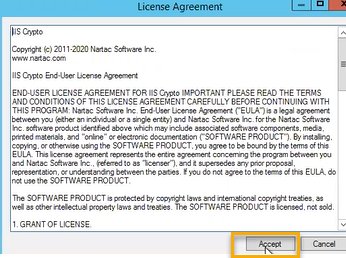 License Agreement
IIS Crypto
Copyright (c) 2011-2020 Nartac Software Inc.
www.nartac.com
IIS Crypto End-User License Agreement
END-USER LICENSE AGREEMENT FOR IIS Crypto IMPORTANT PLEASE READ THE TERMS
AND CONDITIONS OF THIS LICENSE AGREEMENT CAREFULLY BEFORE CONTINUING WITH
THIS PROGRAM: Nartac Software Inc. End-User License Agreement ("EULA") is a legal agreement
between you (either an individual or a single entity) and Nartac Software Inc. for the Nartac Software
Inc. software product identified above which may include associated software components, media,
printed materials, and "online" or electronic documentation ("SOFTWARE PRODUCT"). By installing,
copying, or otherwise using the SOFTWARE PRODUCT, you agree to be bound by the terms of this
EULA. This license agreement represents the entire agreement concerning the program between you
and Nartac Software Inc., (referred to as "licenser"), and it supersedes any prior proposal,
representation, or understanding between the parties. If you do not agree to the terms of this EULA, do
not use the SOFTWARE PRODUCT.
The SOFTWARE PRODUCT is protected by copyright laws and international copyright treaties, as
well as other intellectual property laws and treaties. The SOFTWARE PRODUCT is licensed, not sold.
1. GRANT OF LICENSE.
Accept
Cancel